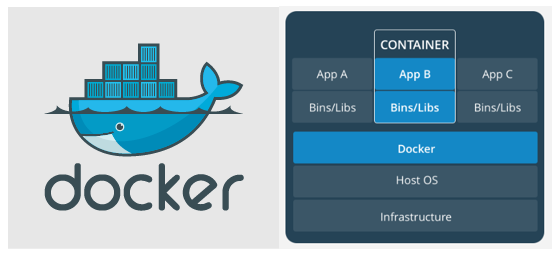 docker
CONTAINER
App A App B App C
Bins/Libs Bins/Libs Bins/Libs
Docker
Host OS
Infrastructure